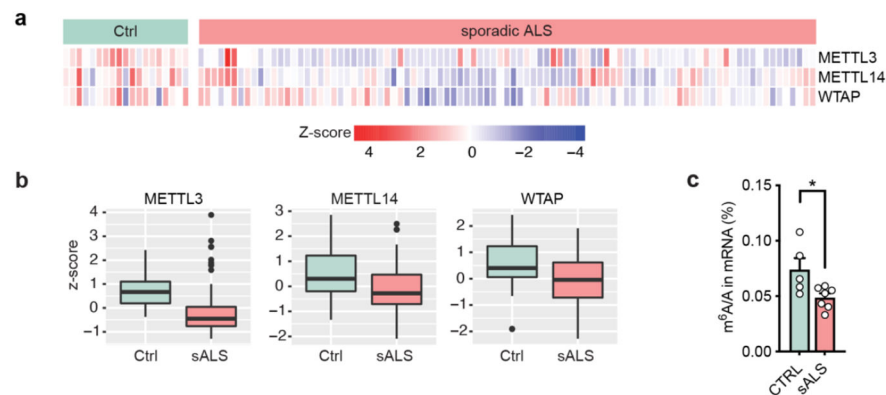 a
Ctrl sporadic ALS
METTL3
METTL14
WTAP
Z-score
4 2 0 −2 −4
b
METTL3 METTL14 WTAP
z-score
4
3
2
1
0
−1
3
2
1
0
−1
−2
2
1
0
−1
−2
Ctrl sALS Ctrl sALS Ctrl sALS
c
m⁶A/A in mRNA (%)
0.15
0.10
0.05
0.00
*
CTRL
sALS